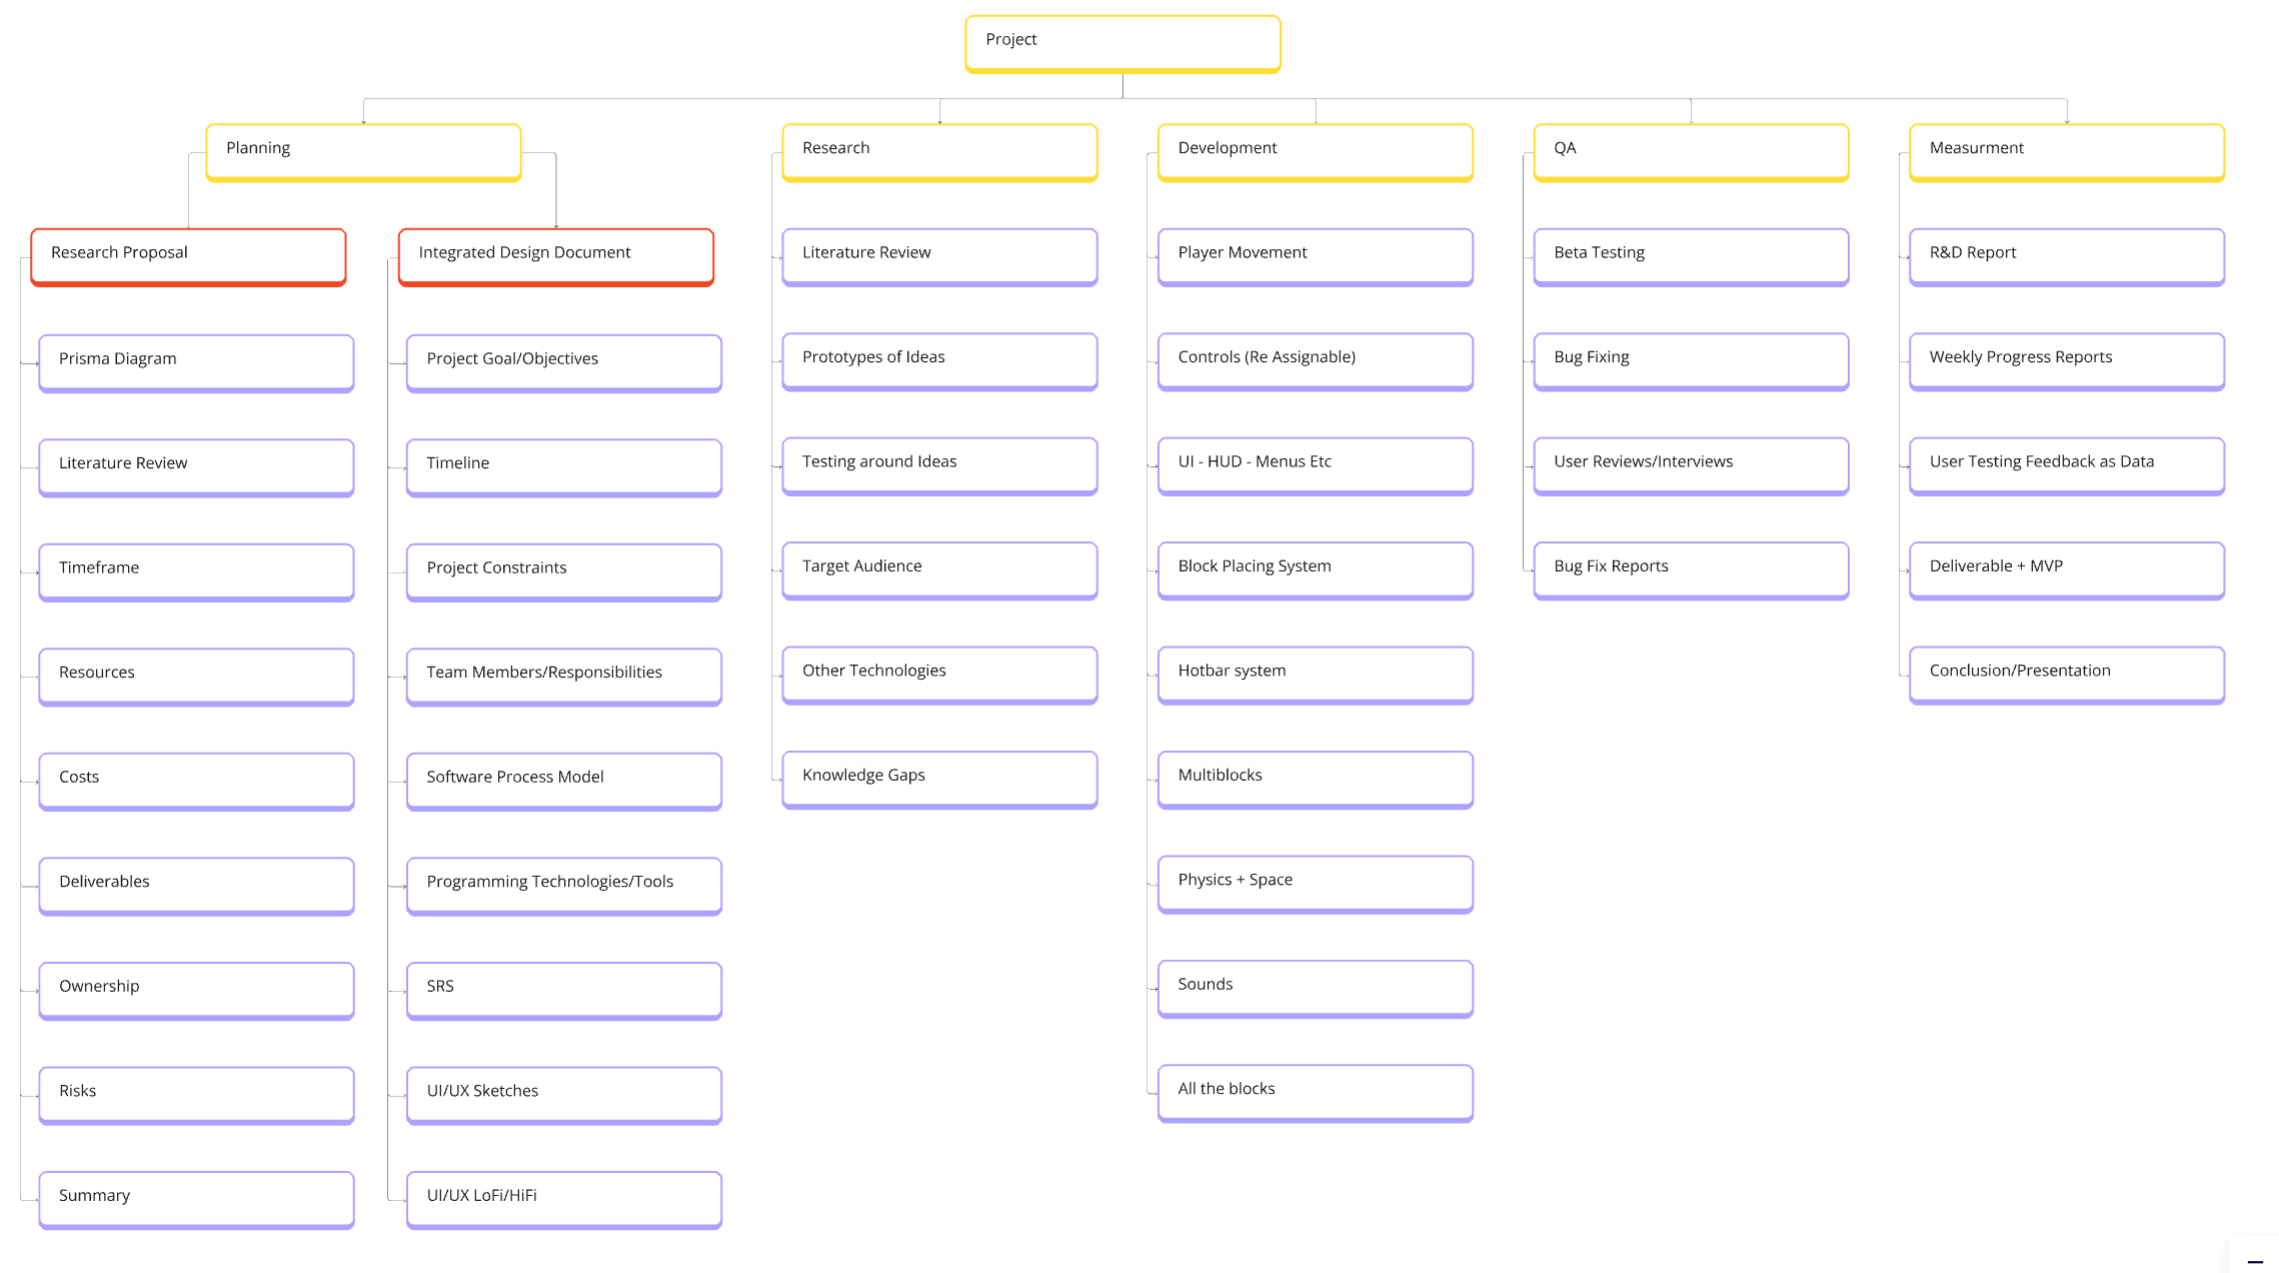 Project
Planning
Research Proposal
Prisma Diagram
Literature Review
Timeframe
Resources
Costs
Deliverables
Ownership
Risks
Summary
Integrated Design Document
Project Goal/Objectives
Timeline
Project Constraints
Team Members/Responsibilities
Software Process Model
Programming Technologies/Tools
SRS
UI/UX Sketches
UI/UX LoFi/HiFi
Research
Literature Review
Prototypes of Ideas
Testing around Ideas
Target Audience
Other Technologies
Knowledge Gaps
Development
Player Movement
Controls (Re Assignable)
UI - HUD - Menus Etc
Block Placing System
Hotbar system
Multiblocks
Physics + Space
Sounds
All the blocks
QA
Beta Testing
Bug Fixing
User Reviews/Interviews
Bug Fix Reports
Measurment
R&D Report
Weekly Progress Reports
User Testing Feedback as Data
Deliverable + MVP
Conclusion/Presentation